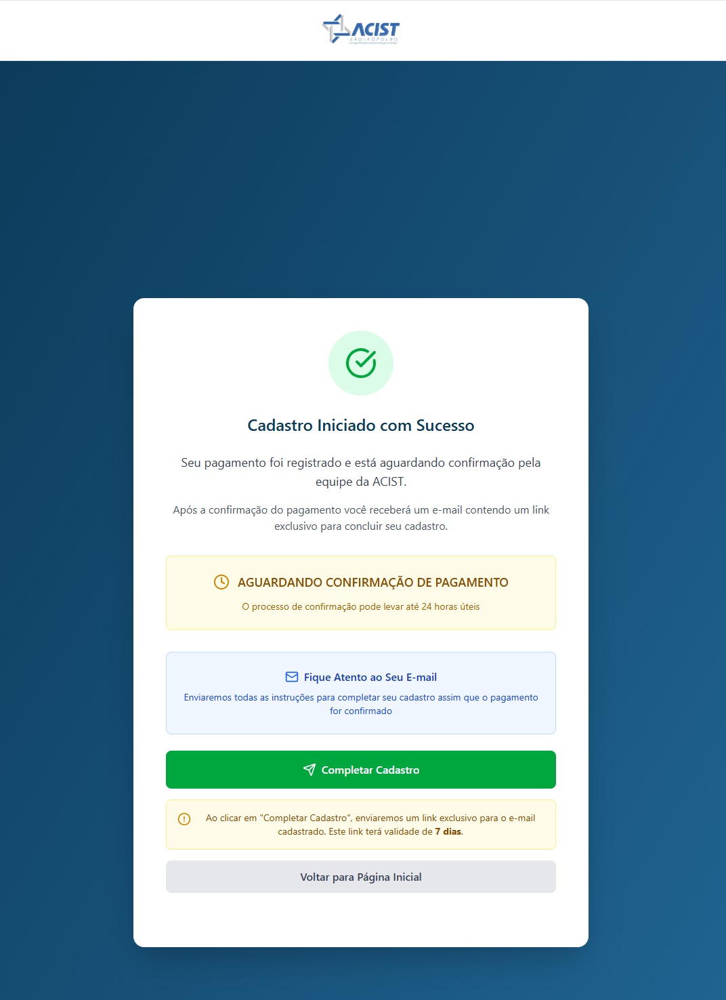 ACIST
SÃO LEOPOLDO
Cadastro Iniciado com Sucesso
Seu pagamento foi registrado e está aguardando confirmação pela
equipe da ACIST.
Após a confirmação do pagamento você receberá um e-mail contendo um link
exclusivo para concluir seu cadastro.
AGUARDANDO CONFIRMAÇÃO DE PAGAMENTO
O processo de confirmação pode levar até 24 horas úteis
Fique Atento ao Seu E-mail
Enviaremos todas as instruções para completar seu cadastro assim que o pagamento
for confirmado
Completar Cadastro
Ao clicar em "Completar Cadastro", enviaremos um link exclusivo para o e-mail
cadastrado. Este link terá validade de 7 dias.
Voltar para Página Inicial